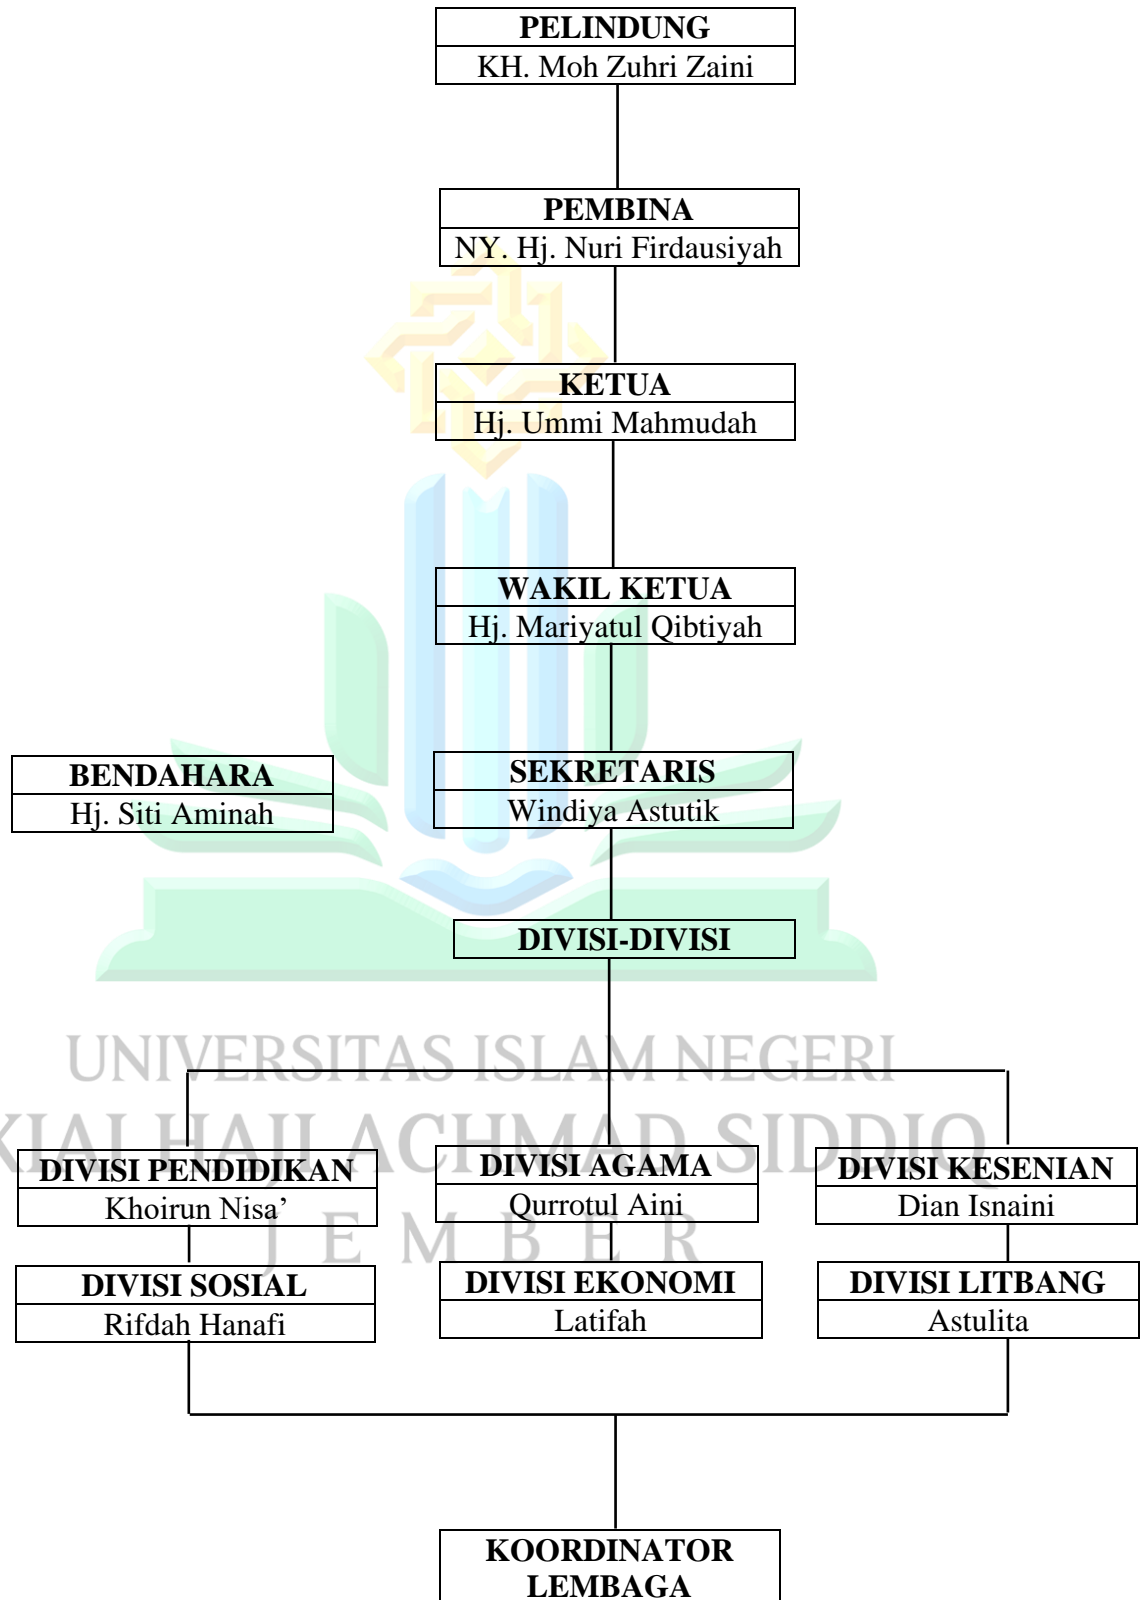 PELINDUNG
KH. Moh Zuhri Zaini
PEMBINA
NY. Hj. Nuri Firdausiyah
KETUA
Hj. Ummi Mahmudah
WAKIL KETUA
Hj. Mariyatul Qibtiyah
BENDAHARA
Hj. Siti Aminah
SEKRETARIS
Windiya Astutik
DIVISI-DIVISI
UNIVERSITAS ISLAM NEGERI
KIAI HAJI ACHMAD SIDDIQ
JEMBER
DIVISI PENDIDIKAN
Khoirun Nisa’
DIVISI AGAMA
Qurrotul Aini
DIVISI KESENIAN
Dian Isnaini
DIVISI SOSIAL
Rifdah Hanafi
DIVISI EKONOMI
Latifah
DIVISI LITBANG
Astulita
KOORDINATOR
LEMBAGA